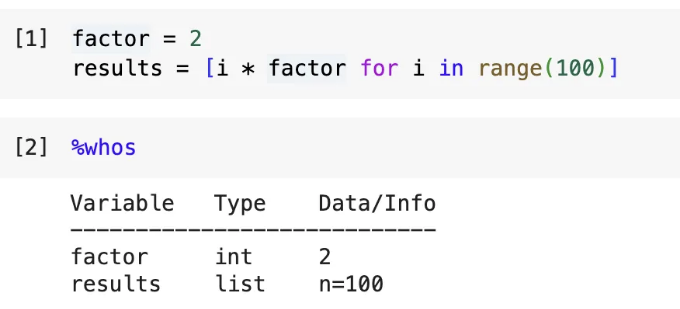 [1] factor = 2
results = [i * factor for i in range(100)]
[2] %whos
Variable Type Data/Info
----------------------------
factor int 2
results list n=100